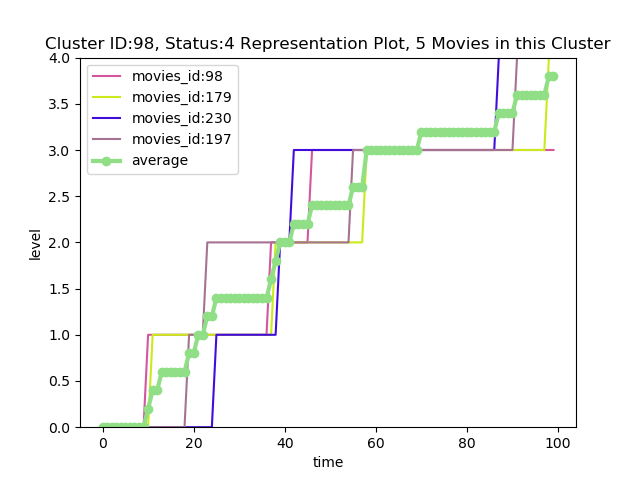 Cluster ID:98, Status:4 Representation Plot, 5 Movies in this Cluster
4.0
3.5
3.0
2.5
2.0
1.5
1.0
0.5
0.0
level
movies_id:98
movies_id:179
movies_id:230
movies_id:197
average
0 20 40 60 80 100
time